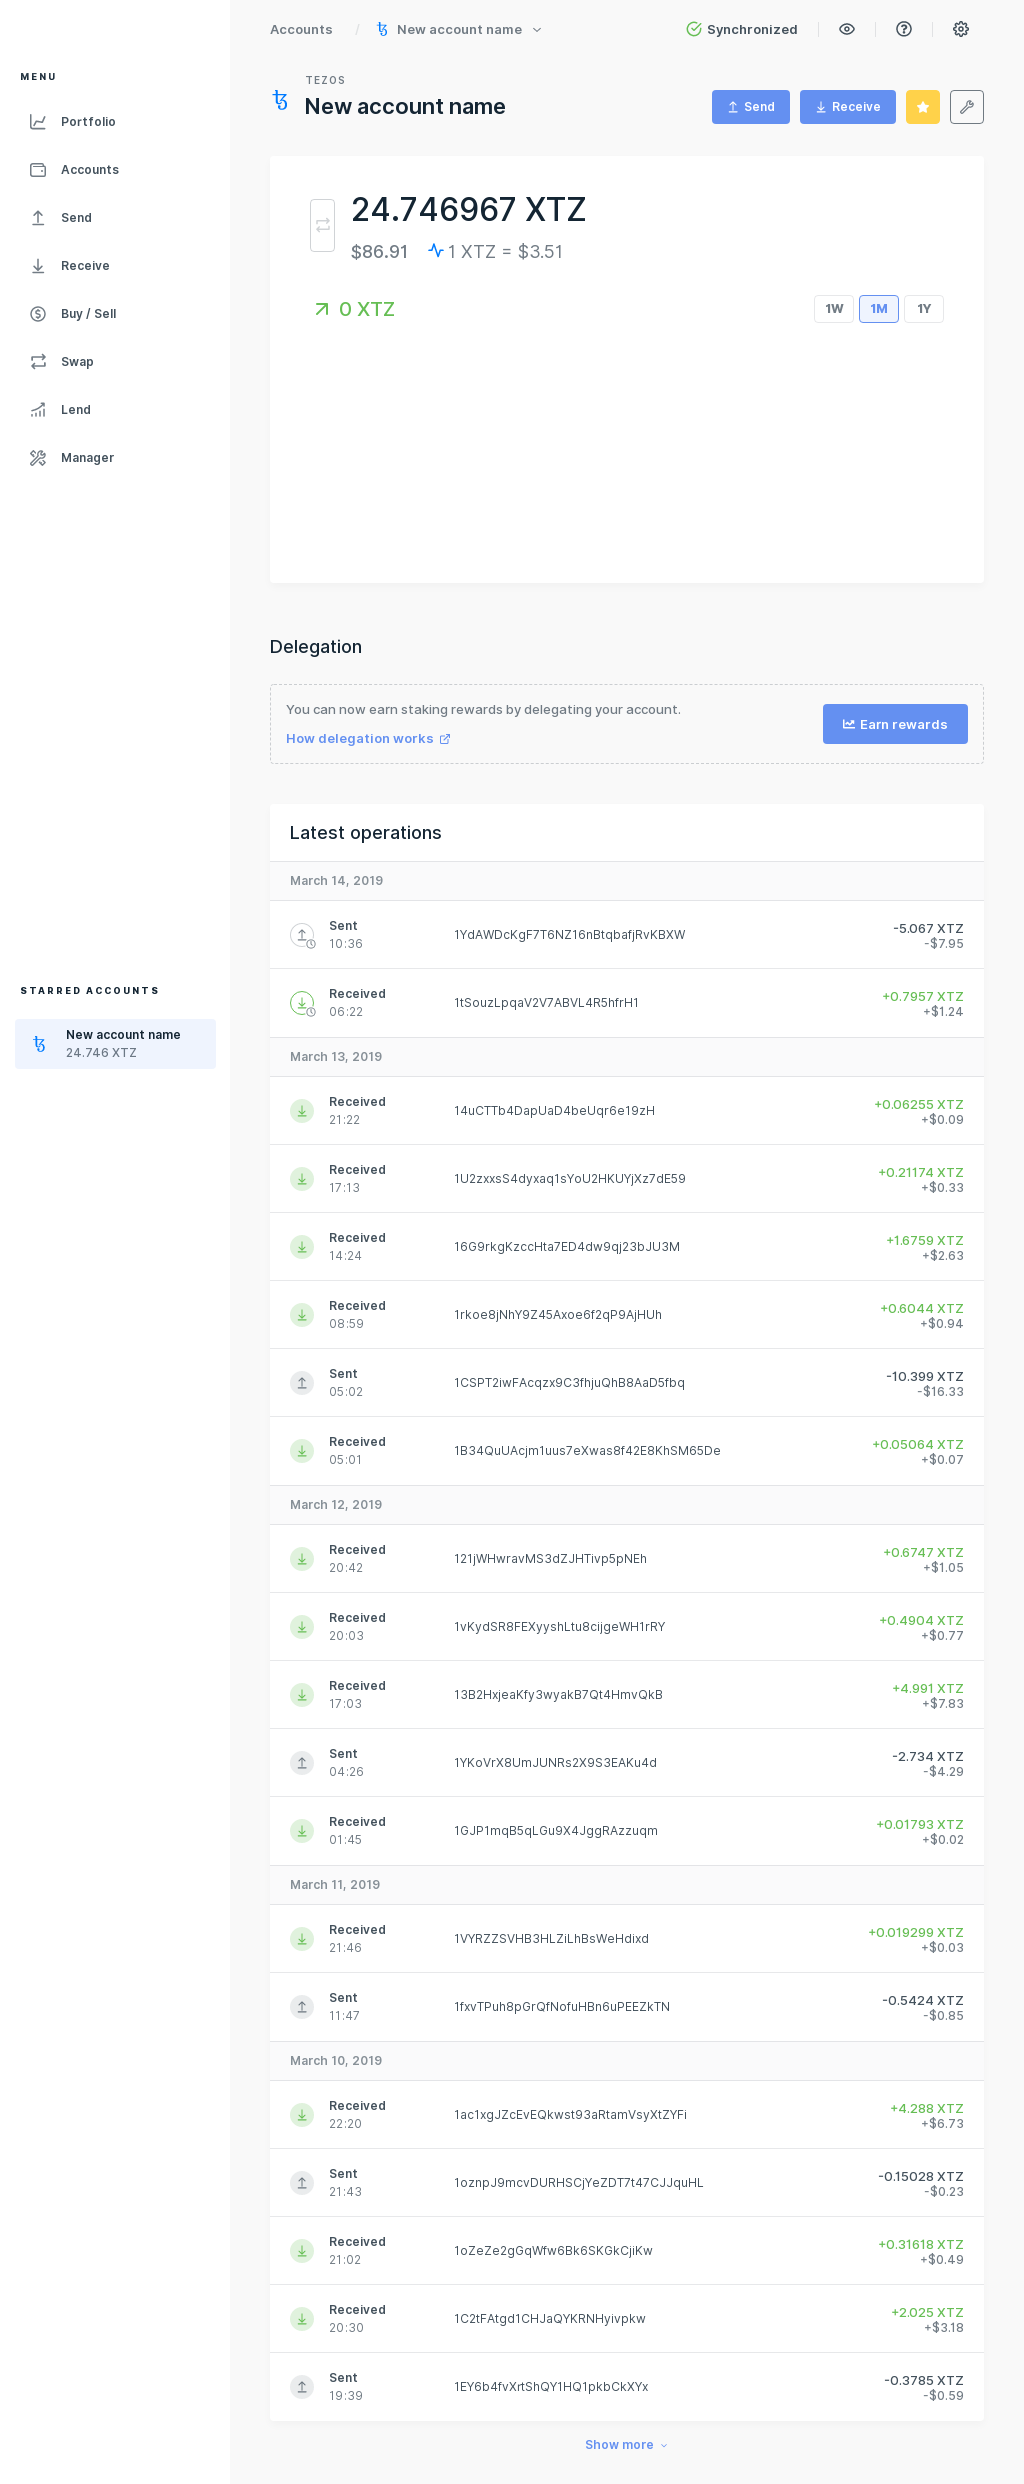 MENU
Portfolio
Accounts
Send
Receive
Buy / Sell
Swap
Lend
Manager
STARRED ACCOUNTS
New account name
24.746 XTZ
Accounts / New account name
Synchronized
TEZOS
New account name
Send
Receive
24.746967 XTZ
$86.91 1 XTZ = $3.51
0 XTZ
1W 1M 1Y
Delegation
You can now earn staking rewards by delegating your account.
How delegation works
Earn rewards
Latest operations
March 14, 2019
Sent 1YdAWDcKgF7T6NZ16nBtqbafjRvKBXW -5.067 XTZ
10:36 -$7.95
Received 1tSouzLpqaV2V7ABVL4R5hfrH1 +0.7957 XTZ
06:22 +$1.24
March 13, 2019
Received 14uCTTb4DapUaD4beUqr6e19zH +0.06255 XTZ
21:22 +$0.09
Received 1U2zxxsS4dyxaq1sYoU2HKUYjXz7dE59 +0.21174 XTZ
17:13 +$0.33
Received 16G9rkgKzccHta7ED4dw9qj23bJU3M +1.6759 XTZ
14:24 +$2.63
Received 1rkoe8jNhY9Z45Axoe6f2qP9AjHUh +0.6044 XTZ
08:59 +$0.94
Sent 1CSPT2iwFAcqzx9C3fhjuQhB8AaD5fbq -10.399 XTZ
05:02 -$16.33
Received 1B34QuUAcjm1uus7eXwas8f42E8KhSM65De +0.05064 XTZ
05:01 +$0.07
March 12, 2019
Received 121jWHwravMS3dZJHTivp5pNEh +0.6747 XTZ
20:42 +$1.05
Received 1vKydSR8FEXyyshLtu8cijgeWH1rRY +0.4904 XTZ
20:03 +$0.77
Received 13B2HxjeaKfy3wyakB7Qt4HmvQkB +4.991 XTZ
17:03 +$7.83
Sent 1YKoVrX8UmJUNRs2X9S3EAKu4d -2.734 XTZ
04:26 -$4.29
Received 1GJP1mqB5qLGu9X4JggRAzzuqm +0.01793 XTZ
01:45 +$0.02
March 11, 2019
Received 1VYRZZSVHB3HLZiLhBsWeHdixd +0.019299 XTZ
21:46 +$0.03
Sent 1fxvTPuh8pGrQfNofuHBn6uPEEZkTN -0.5424 XTZ
11:47 -$0.85
March 10, 2019
Received 1ac1xgJZcEvEQkwst93aRtamVsyXtZYFi +4.288 XTZ
22:20 +$6.73
Sent 1oznpJ9mcvDURHSCjYeZDT7t47CJJquHL -0.15028 XTZ
21:43 -$0.23
Received 1oZeZe2gGqWfw6Bk6SKGkCjiKw +0.31618 XTZ
21:02 +$0.49
Received 1C2tFAtgd1CHJaQYKRNHyivpkw +2.025 XTZ
20:30 +$3.18
Sent 1EY6b4fvXrtShQY1HQ1pkbCkXYx -0.3785 XTZ
19:39 -$0.59
Show more